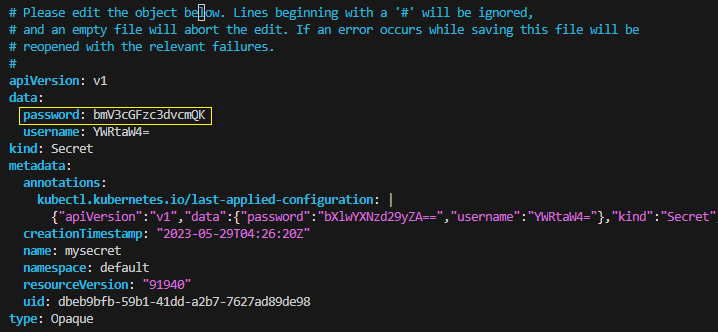 # Please edit the object below. Lines beginning with a '#' will be ignored,
# and an empty file will abort the edit. If an error occurs while saving this file will be
# reopened with the relevant failures.
#
apiVersion: v1
data:
  password: bmV3cGFzc3dvcmQK
  username: YWRtaW4=
kind: Secret
metadata:
  annotations:
    kubectl.kubernetes.io/last-applied-configuration: |
      {"apiVersion":"v1","data":{"password":"bXlwYXNzd29yZA==","username":"YWRtaW4="},"kind":"Secret",
  creationTimestamp: "2023-05-29T04:26:20Z"
  name: mysecret
  namespace: default
  resourceVersion: "91940"
  uid: dbeb9bfb-59b1-41dd-a2b7-7627ad89de98
type: Opaque